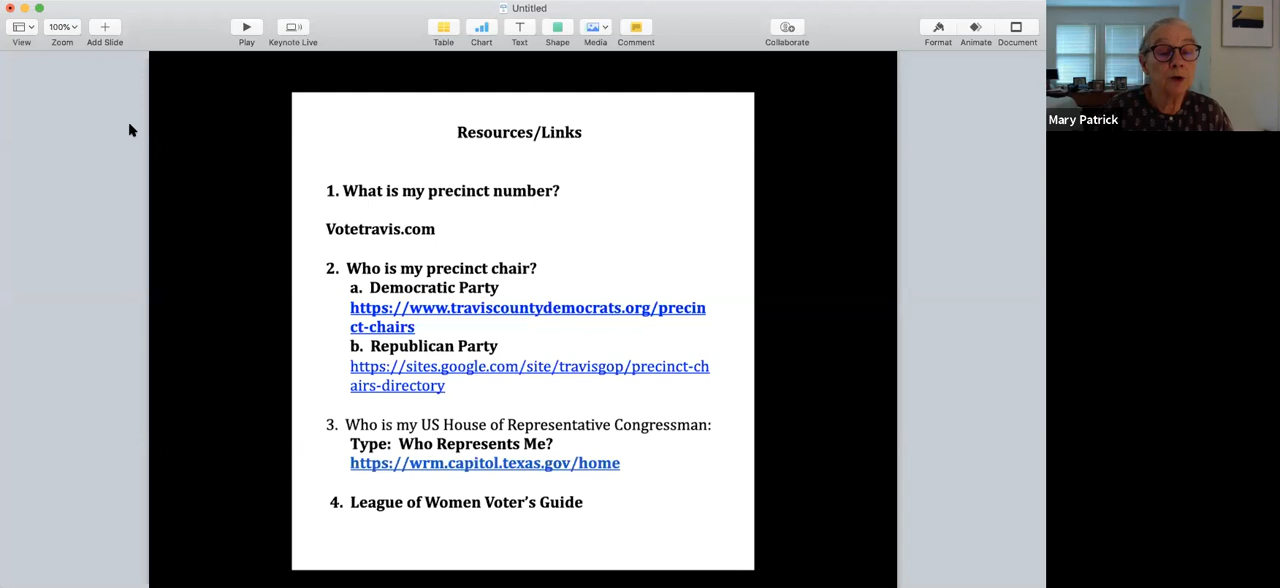 Untitled
100%
View
Zoom
Add Slide
Play
Keynote Live
Table
Chart
Text
Shape
Media
Comment
Collaborate
Format
Animate
Document
Mary Patrick
Resources/Links
1. What is my precinct number?
Votetravis.com
2. Who is my precinct chair?
a. Democratic Party
https://www.traviscountydemocrats.org/precin
ct-chairs
b. Republican Party
https://sites.google.com/site/travisgop/precinct-ch
airs-directory
3. Who is my US House of Representative Congressman:
Type: Who Represents Me?
https://wrm.capitol.texas.gov/home
4. League of Women Voter's Guide